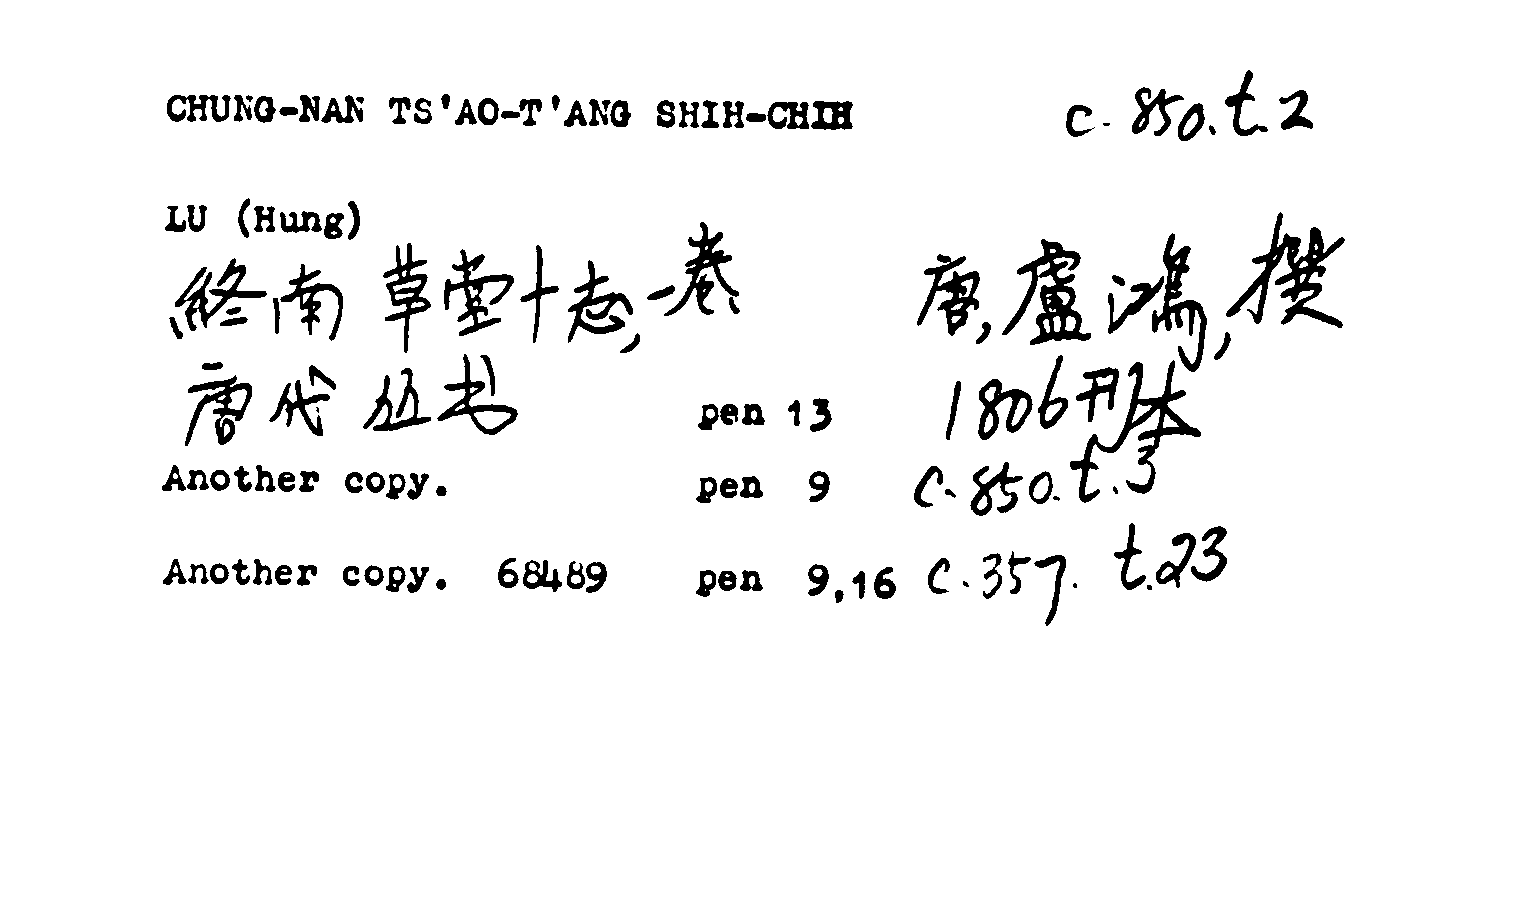 CHUNG-NAN TS'AO-T'ANG SHIH-CHIH c. 850. t. 2
LU (Hung)
終南草堂十志,一卷 唐,盧鴻,撰
唐代丛书 pen 13 1806刊本
Another copy. pen 9 c. 850. t. 3
Another copy. 68489 pen 9,16 c. 357. t. 23